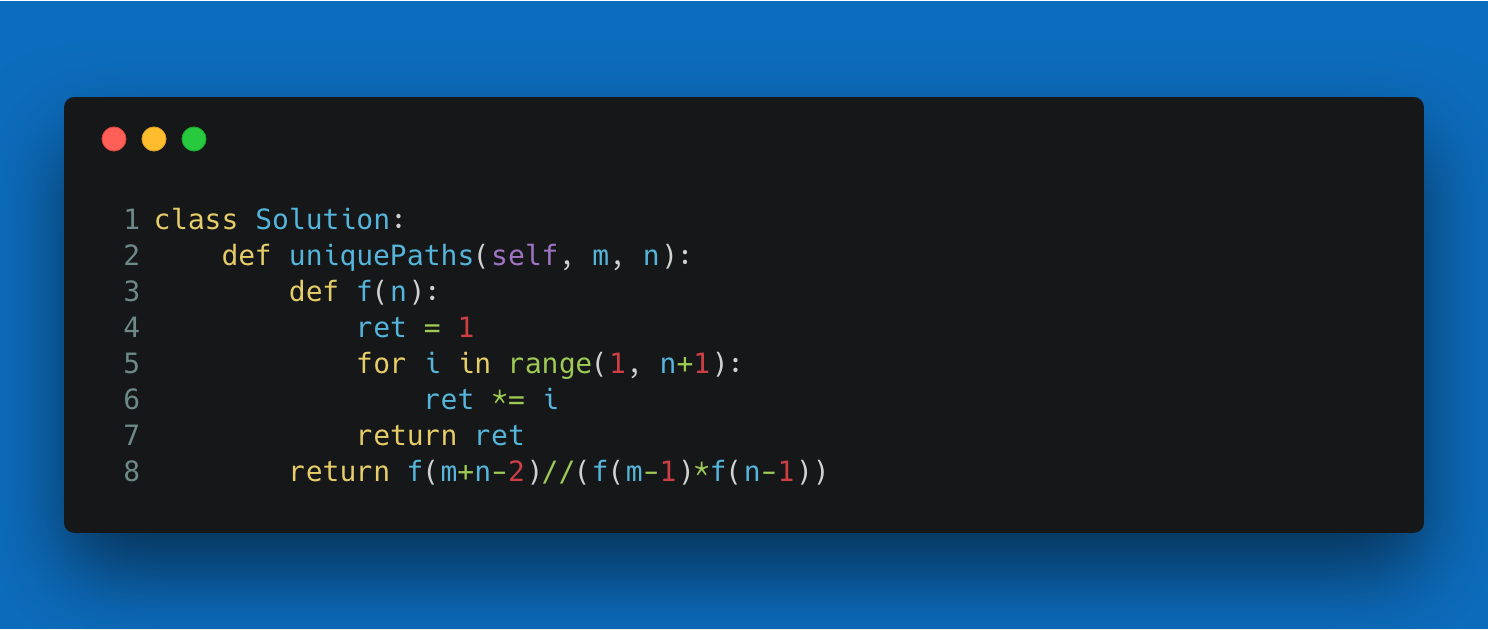 1 class Solution:
2     def uniquePaths(self, m, n):
3         def f(n):
4             ret = 1
5             for i in range(1, n+1):
6                 ret *= i
7             return ret
8         return f(m+n-2)//(f(m-1)*f(n-1))